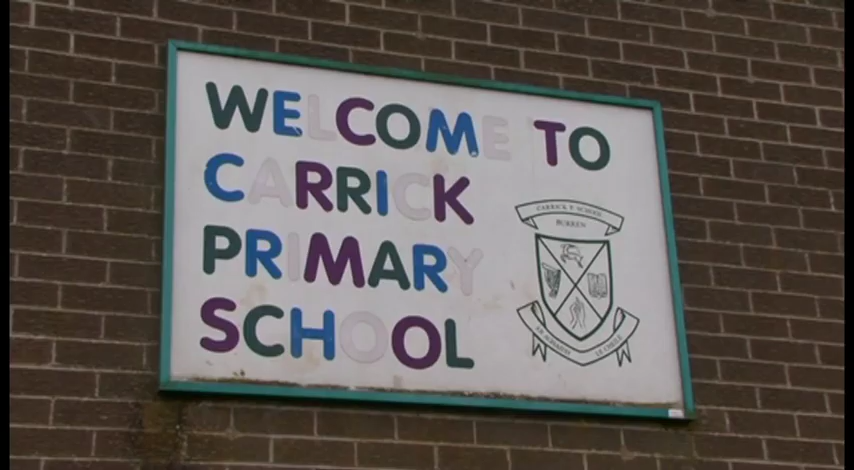 WELCOME TO
CARRICK
PRIMARY
SCHOOL
CARRICK P. SCHOOL
BURREN